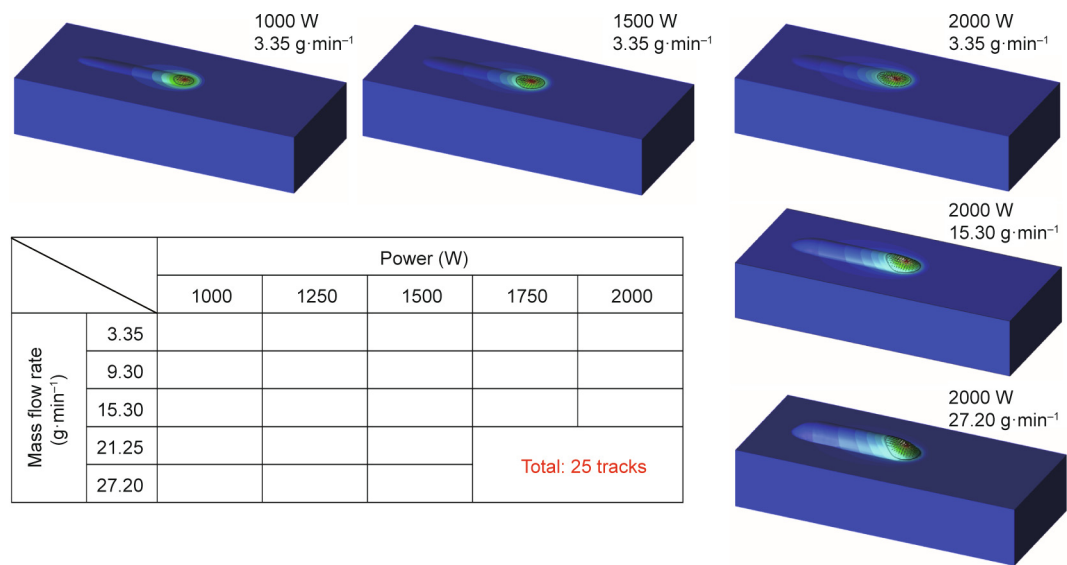 1000 W
3.35 g·min⁻¹
1500 W
3.35 g·min⁻¹
2000 W
3.35 g·min⁻¹
2000 W
15.30 g·min⁻¹
2000 W
27.20 g·min⁻¹
Power (W)
1000 1250 1500 1750 2000
Mass flow rate
(g·min⁻¹)
3.35
9.30
15.30
21.25
27.20
Total: 25 tracks